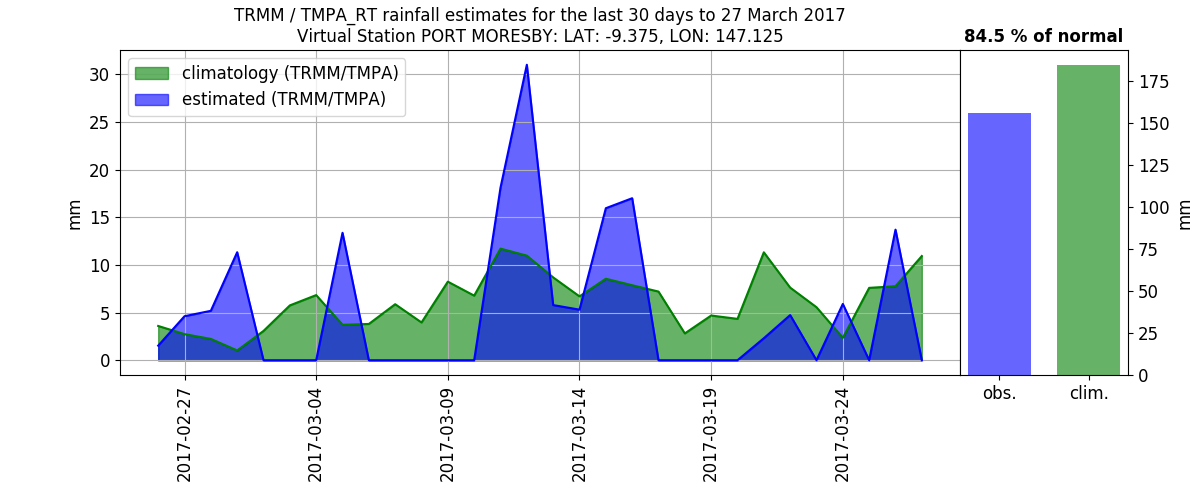 TRMM / TMPA_RT rainfall estimates for the last 30 days to 27 March 2017
Virtual Station PORT MORESBY: LAT: -9.375, LON: 147.125
84.5 % of normal
climatology (TRMM/TMPA)
estimated (TRMM/TMPA)
mm
30
25
20
15
10
5
0
2017-02-27
2017-03-04
2017-03-09
2017-03-14
2017-03-19
2017-03-24
175
150
125
100
75
50
25
0
mm
obs.
clim.